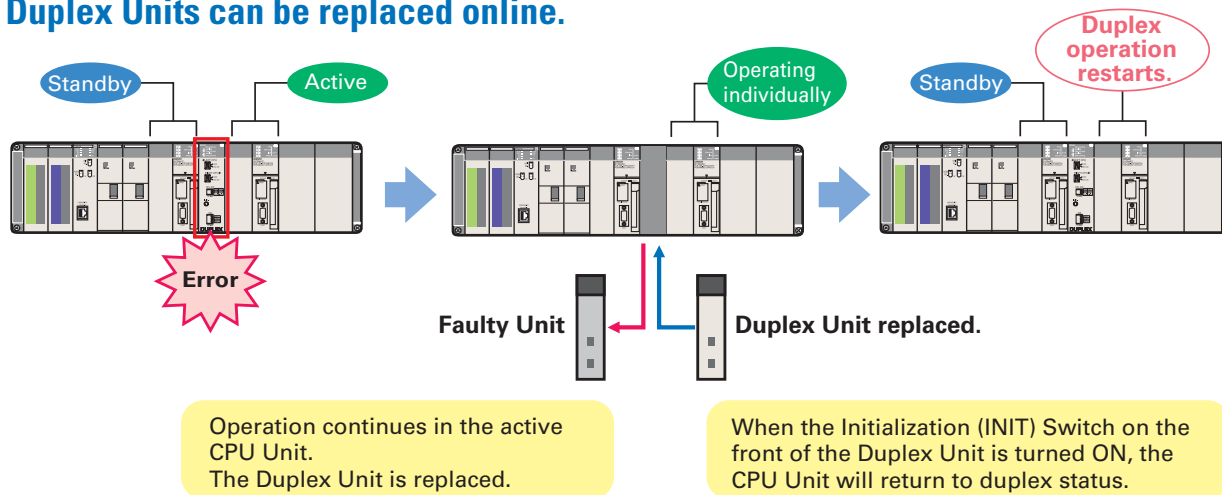 Duplex Units can be replaced online.
Standby
Active
Operating
individually
Standby
Duplex
operation
restarts.
DUPLEX
DUPLEX
Error
Faulty Unit
Duplex Unit replaced.
Operation continues in the active
CPU Unit.
The Duplex Unit is replaced.
When the Initialization (INIT) Switch on the
front of the Duplex Unit is turned ON, the
CPU Unit will return to duplex status.